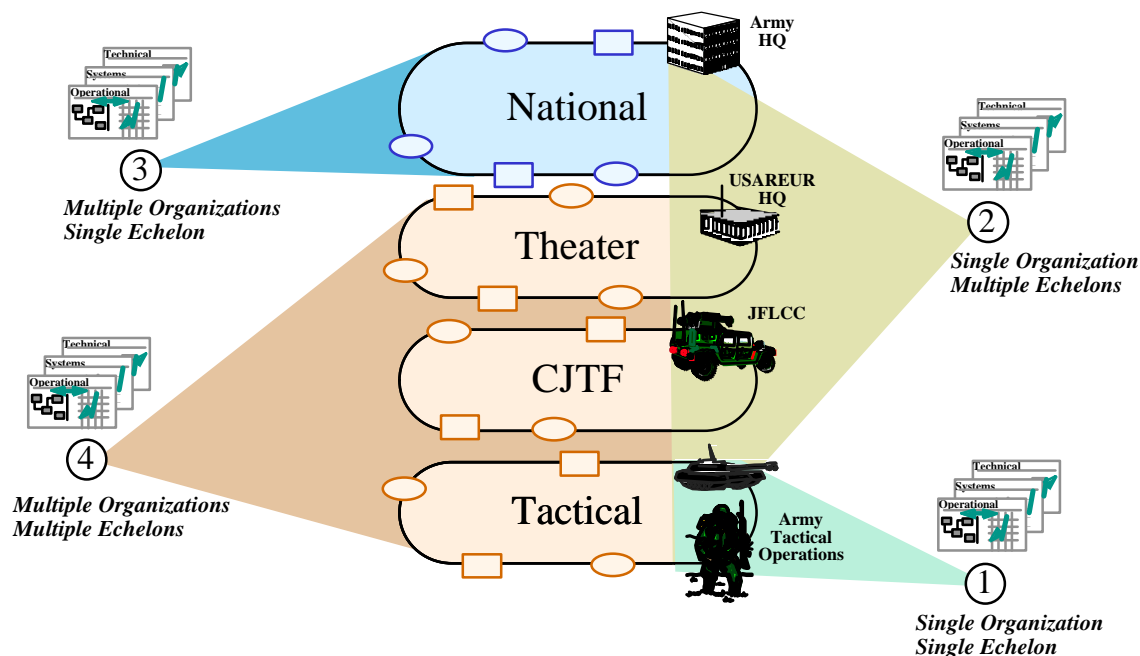 Army
HQ
Technical
Systems
Operational
National
3
Multiple Organizations
Single Echelon
Technical
Systems
Operational
USAREUR
HQ
Theater
2
Single Organization
Multiple Echelons
JFLCC
Technical
Systems
Operational
CJTF
4
Multiple Organizations
Multiple Echelons
Technical
Systems
Operational
Tactical
Army
Tactical
Operations
1
Single Organization
Single Echelon